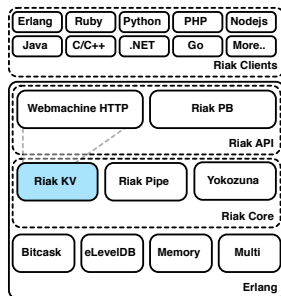 Erlang Ruby Python PHP Nodejs
Java C/C++ .NET Go More..
Riak Clients
Webmachine HTTP Riak PB
Riak API
Riak KV Riak Pipe Yokozuna
Riak Core
Bitcask eLevelDB Memory Multi
Erlang